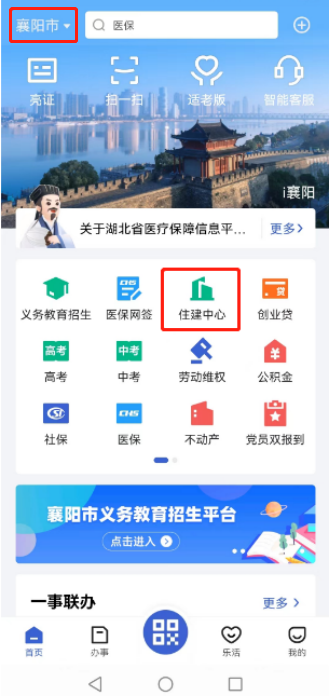 襄阳市
医保
亮证
扫一扫
适老版
智能客服
i襄阳
关于湖北省医疗保障信息平...
更多>
义务教育招生
医保网签
住建中心
贷
创业贷
高考
中考
高考
中考
劳动维权
公积金
社保
医保
不动产
党员双报到
襄阳市义务教育招生平台
点击进入
一事联办
更多>
首页
办事
乐活
我的